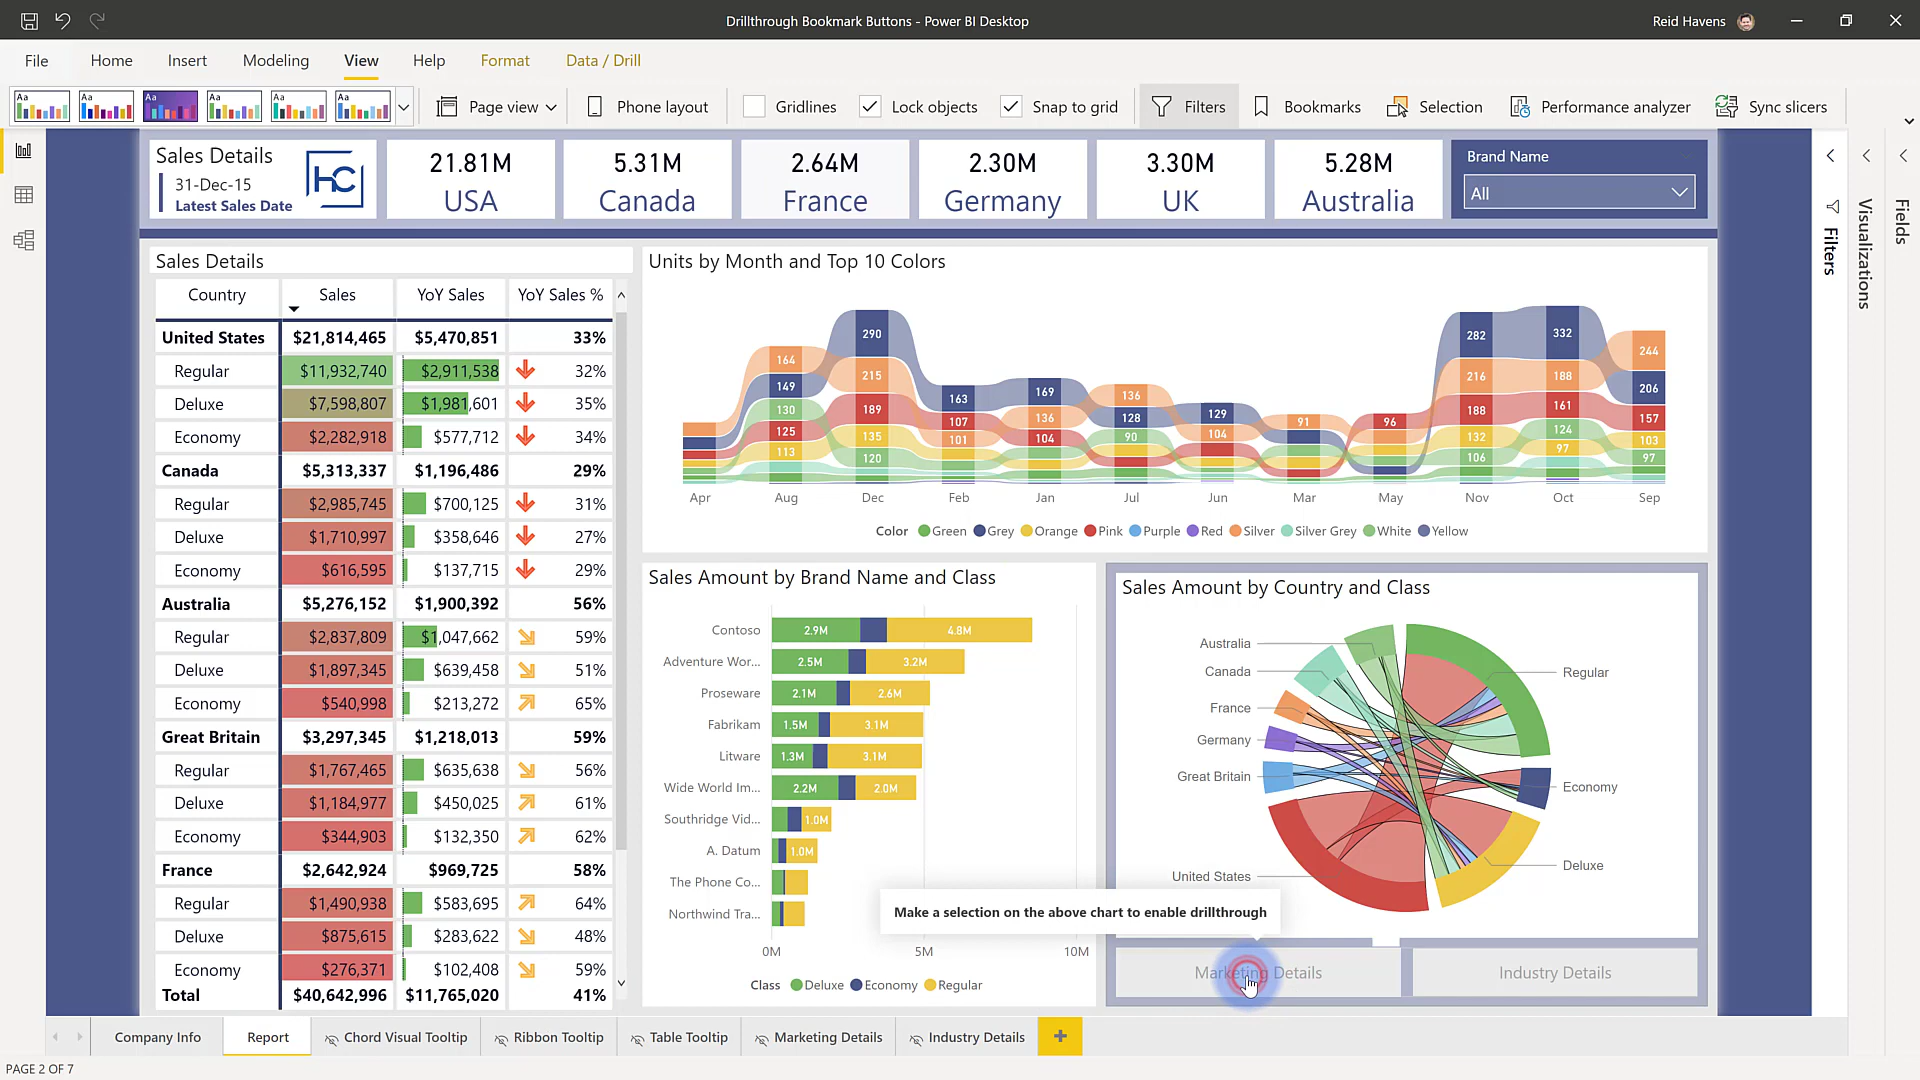 Drillthrough Bookmark Buttons - Power BI Desktop
Reid Havens
File Home Insert Modeling View Help Format Data / Drill
Aa Aa Aa Aa Aa Aa
Page view Phone layout Gridlines Lock objects Snap to grid Filters Bookmarks Selection Performance analyzer Sync slicers
Sales Details
31-Dec-15
Latest Sales Date
HC
21.81M
USA
5.31M
Canada
2.64M
France
2.30M
Germany
3.30M
UK
5.28M
Australia
Brand Name
All
Filters
Visualizations
Fields
Sales Details
Country Sales YoY Sales YoY Sales %
United States $21,814,465 $5,470,851 33%
Regular $11,932,740 $2,911,538 32%
Deluxe $7,598,807 $1,981,601 35%
Economy $2,282,918 $577,712 34%
Canada $5,313,337 $1,196,486 29%
Regular $2,985,745 $700,125 31%
Deluxe $1,710,997 $358,646 27%
Economy $616,595 $137,715 29%
Australia $5,276,152 $1,900,392 56%
Regular $2,837,809 $1,047,662 59%
Deluxe $1,897,345 $639,458 51%
Economy $540,998 $213,272 65%
Great Britain $3,297,345 $1,218,013 59%
Regular $1,767,465 $635,638 56%
Deluxe $1,184,977 $450,025 61%
Economy $344,903 $132,350 62%
France $2,642,924 $969,725 58%
Regular $1,490,938 $583,695 64%
Deluxe $875,615 $283,622 48%
Economy $276,371 $102,408 59%
Total $40,642,996 $11,765,020 41%
Units by Month and Top 10 Colors
164
149
130
125
113
290
215
189
135
120
163
107
101
169
136
104
136
128
90
129
104
91
96
282
216
188
132
106
332
188
161
124
97
244
206
157
103
97
Apr Aug Dec Feb Jan Jul Jun Mar May Nov Oct Sep
Color Green Grey Orange Pink Purple Red Silver Silver Grey White Yellow
Sales Amount by Brand Name and Class
Contoso 2.9M 4.8M
Adventure Wor... 2.5M 3.2M
Proseware 2.1M 2.6M
Fabrikam 1.5M 3.1M
Litware 1.3M 3.1M
Wide World Im... 2.2M 2.0M
Southridge Vid... 1.0M
A. Datum 1.0M
The Phone Co...
Northwind Tra...
0M 5M 10M
Class Deluxe Economy Regular
Sales Amount by Country and Class
Australia
Canada
France
Germany
Great Britain
United States
Regular
Economy
Deluxe
Make a selection on the above chart to enable drillthrough
Marketing Details
Industry Details
Company Info Report Chord Visual Tooltip Ribbon Tooltip Table Tooltip Marketing Details Industry Details
PAGE 2 OF 7